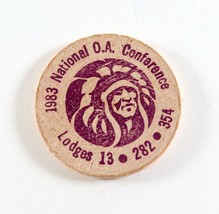 1983 National O.A. Conference
Lodges 13 • 282 • 354